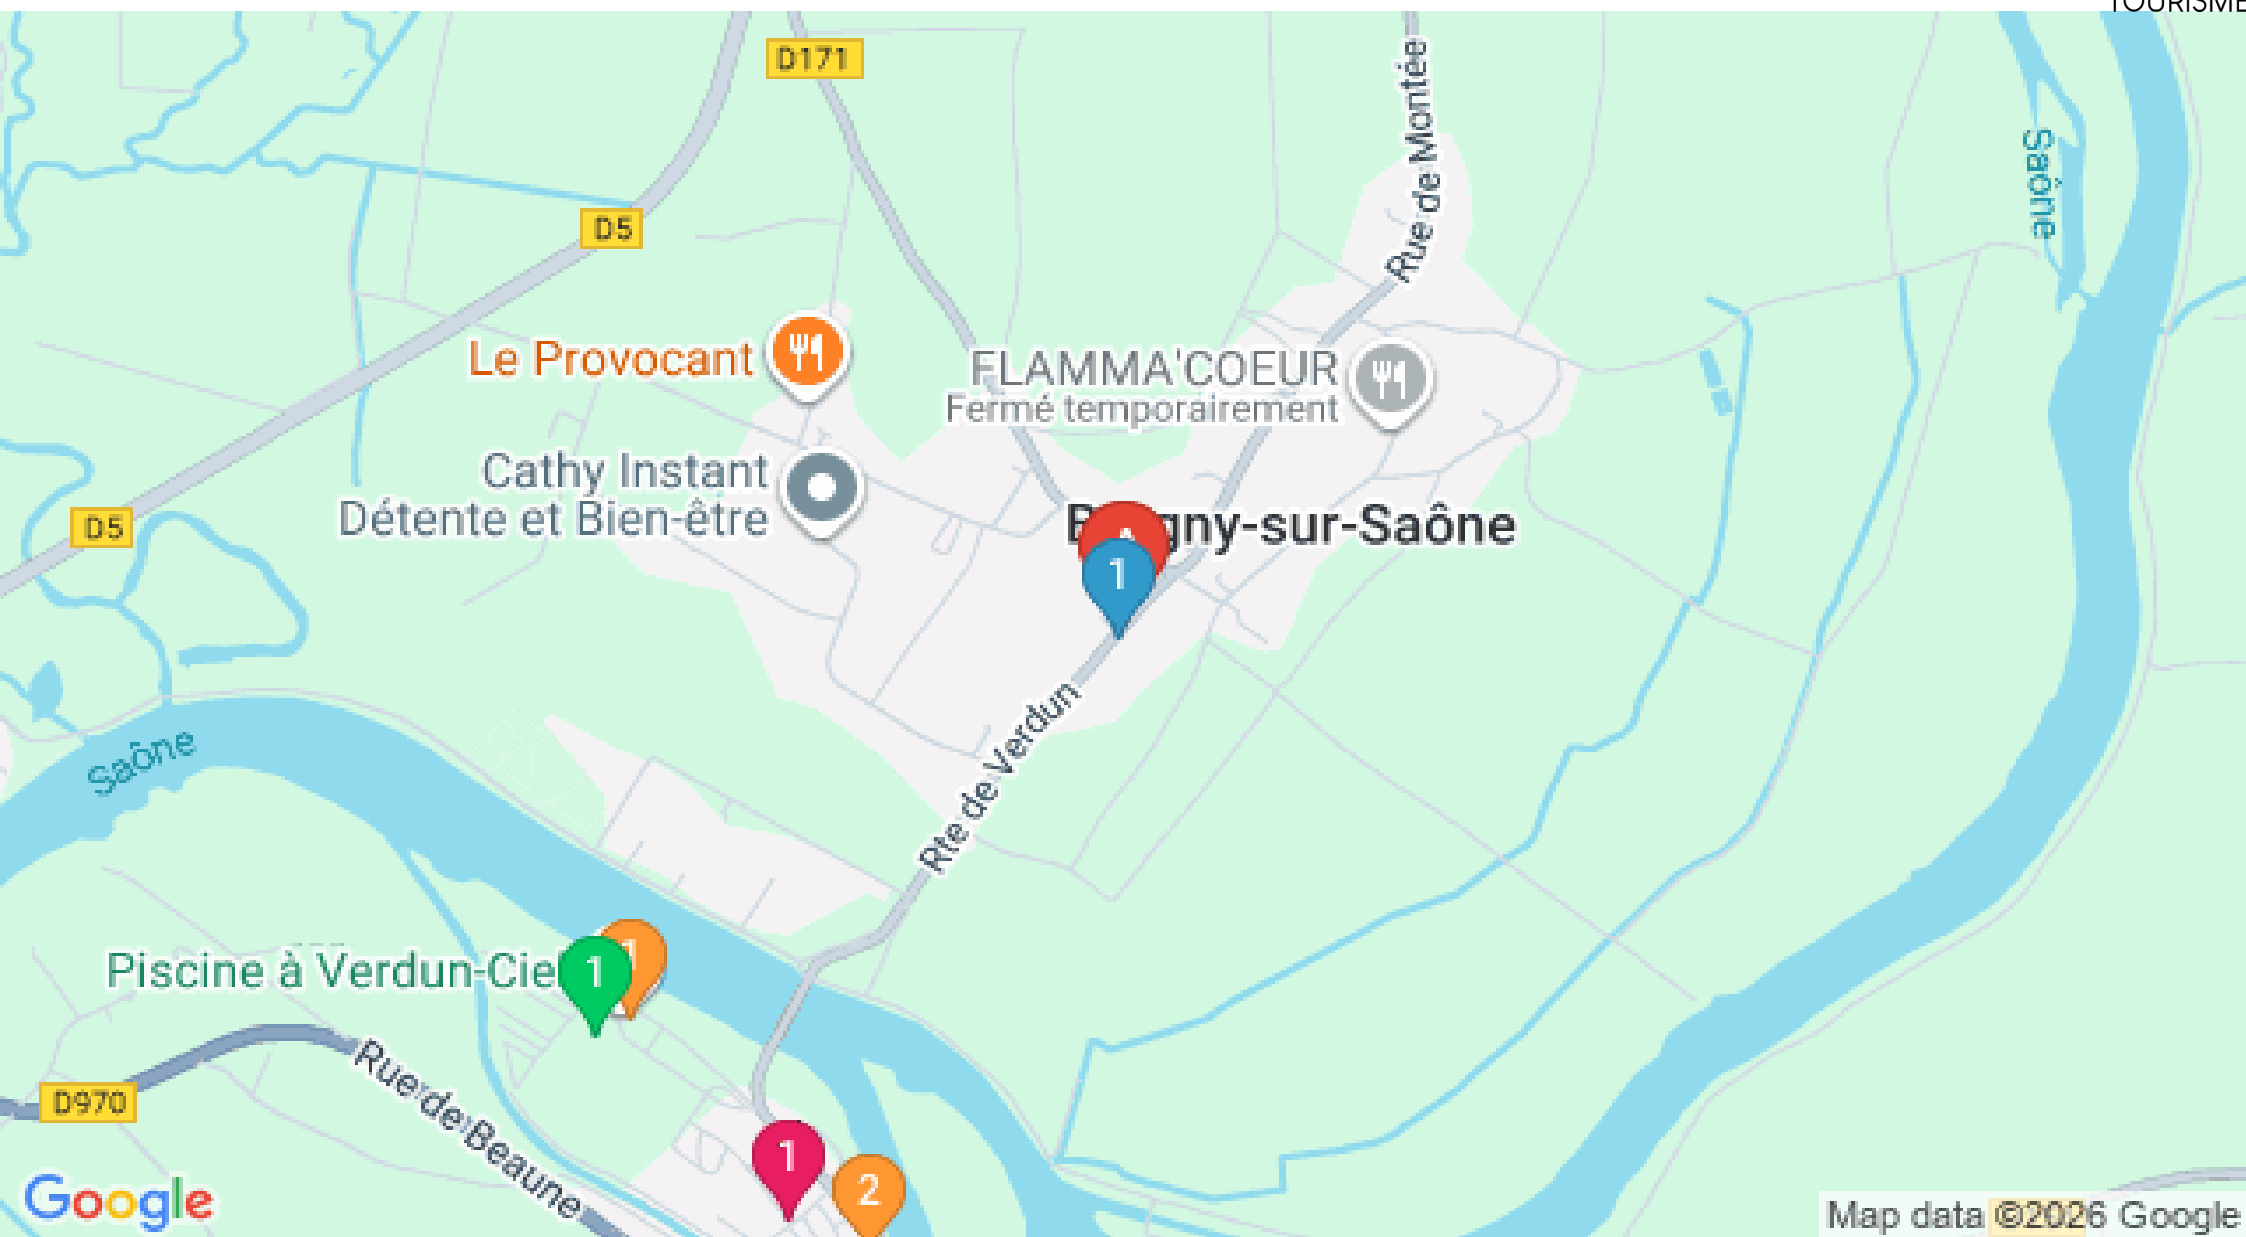 TOURISME
D171
Rue de Montée
Saône
D5
Le Provocant
FLAMMA'COEUR
Fermé temporairement
Cathy Instant
Détente et Bien-être
D5
gny-sur-Saône
1
Rte de Verdun
Saône
Piscine à Verdun-Ciel
1
1
Rue de Beaune
D970
1
2
Google
Map data ©2026 Google